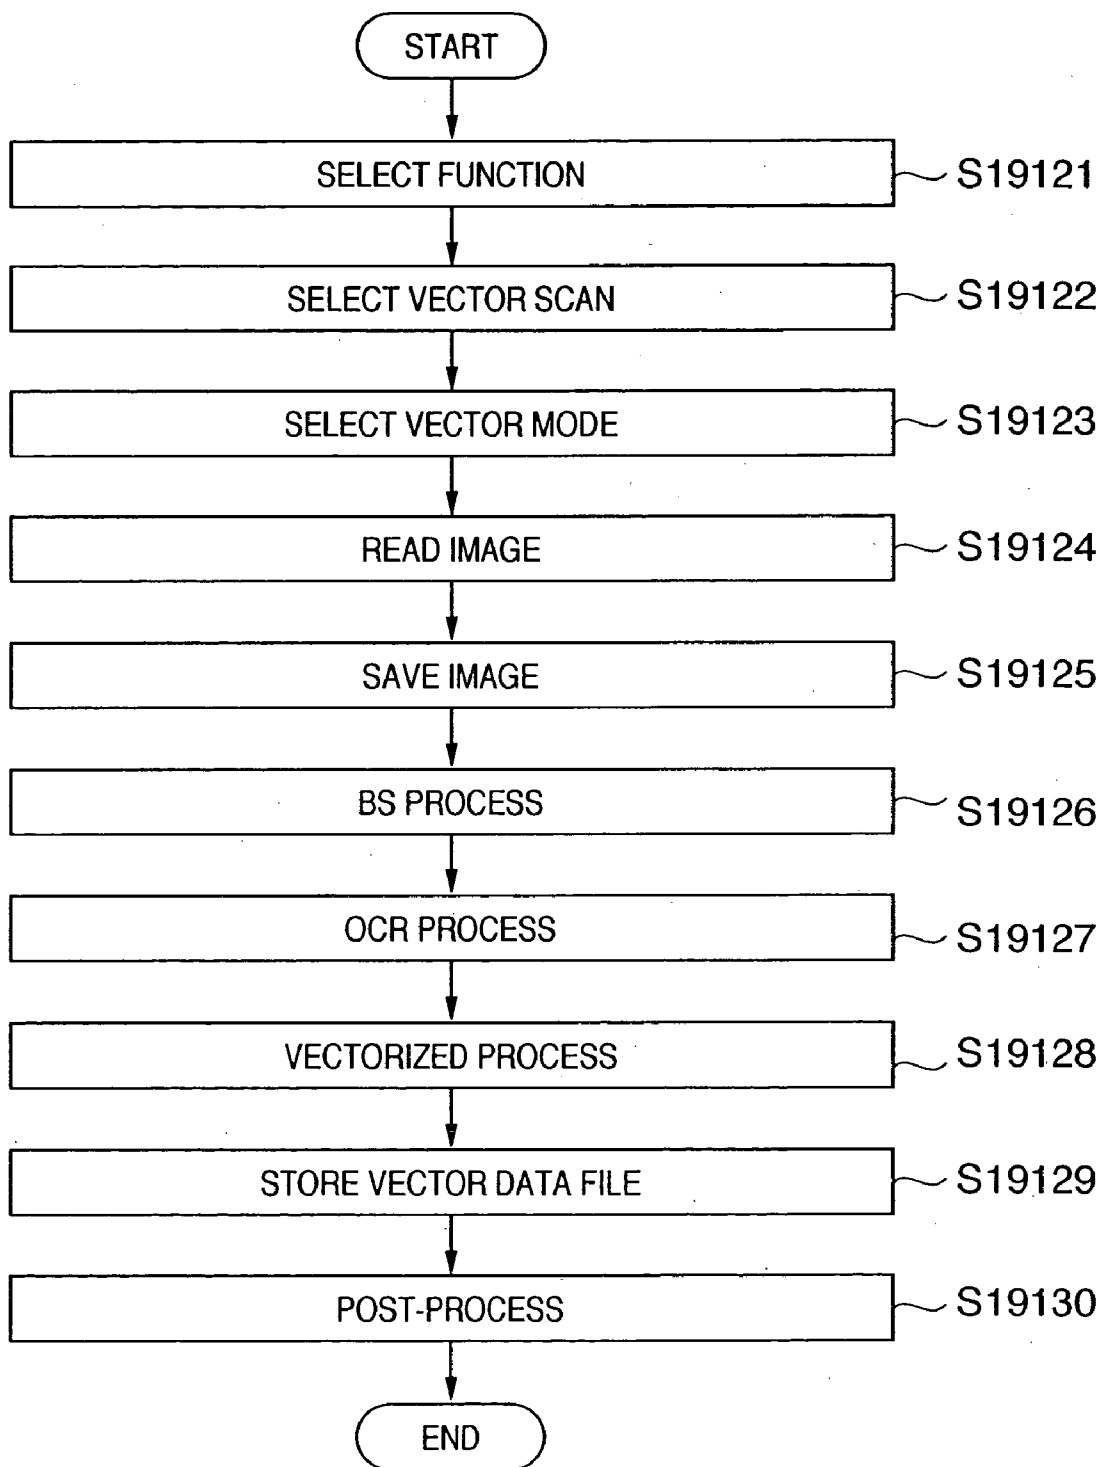 START
SELECT FUNCTION S19121
SELECT VECTOR SCAN S19122
SELECT VECTOR MODE S19123
READ IMAGE S19124
SAVE IMAGE S19125
BS PROCESS S19126
OCR PROCESS S19127
VECTORIZED PROCESS S19128
STORE VECTOR DATA FILE S19129
POST-PROCESS S19130
END